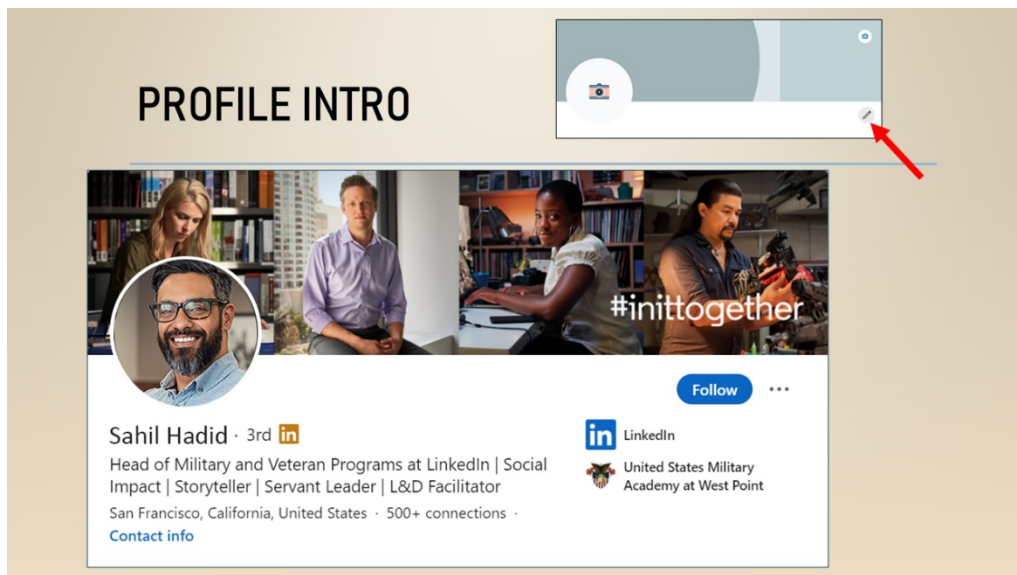 PROFILE INTRO
#inittogether
Follow
Sahil Hadid · 3rd in
Head of Military and Veteran Programs at LinkedIn | Social
Impact | Storyteller | Servant Leader | L&D Facilitator
San Francisco, California, United States · 500+ connections ·
Contact info
in LinkedIn
United States Military
Academy at West Point